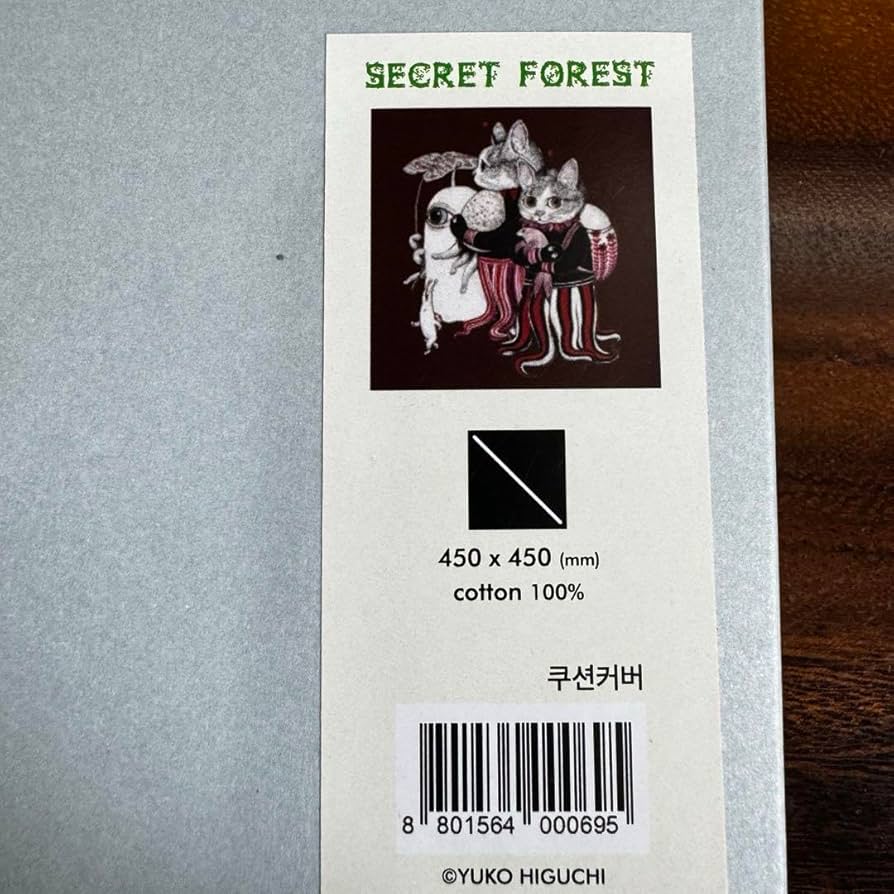 SECRET FOREST
450 x 450 (mm)
cotton 100%
쿠션커버
8 801564 000695
©YUKO HIGUCHI